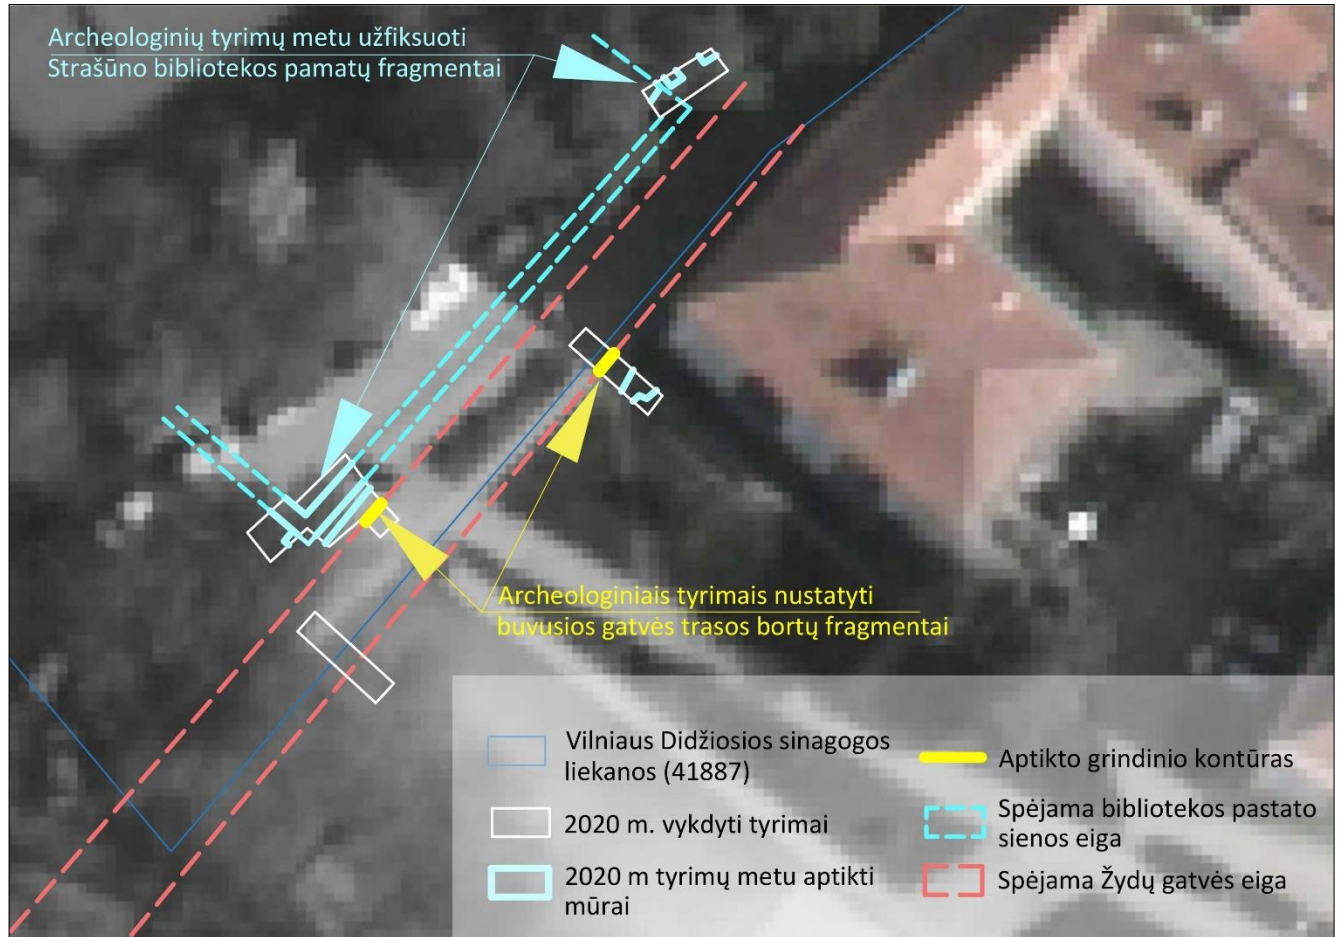 Archeologinių tyrimų metu užfiksuoti
Strašūno bibliotekos pamatų fragmentai
Archeologiniais tyrimais nustatyti
buvusios gatvės trasos bortų fragmentai
Vilniaus Didžiosios sinagogos
liekanos (41887)
2020 m. vykdyti tyrimai
2020 m tyrimų metu aptikti
mūrai
Aptikto grindinio kontūras
Spėjama bibliotekos pastato
sienos eiga
Spėjama Žydų gatvės eiga